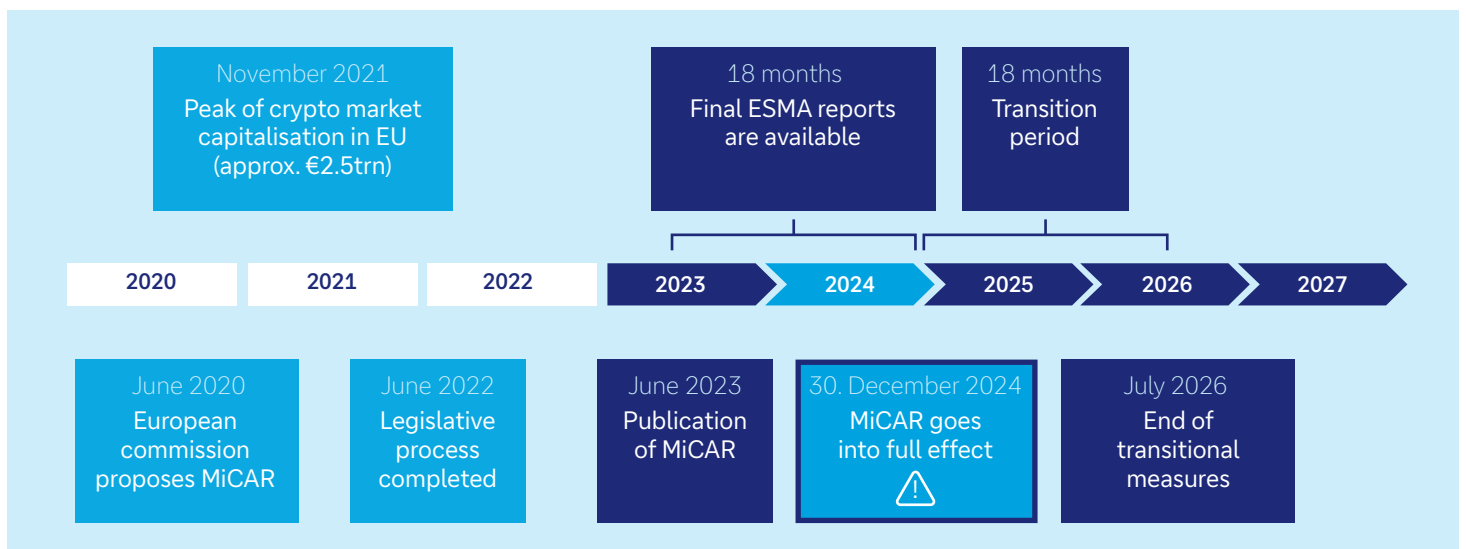 November 2021
Peak of crypto market
capitalisation in EU
(approx. €2.5trn)
18 months
Final ESMA reports
are available
18 months
Transition
period
2020
2021
2022
2023
2024
2025
2026
2027
June 2020
European
commission
proposes MiCAR
June 2022
Legislative
process
completed
June 2023
Publication
of MiCAR
30. December 2024
MiCAR goes
into full effect
!
July 2026
End of
transitional
measures